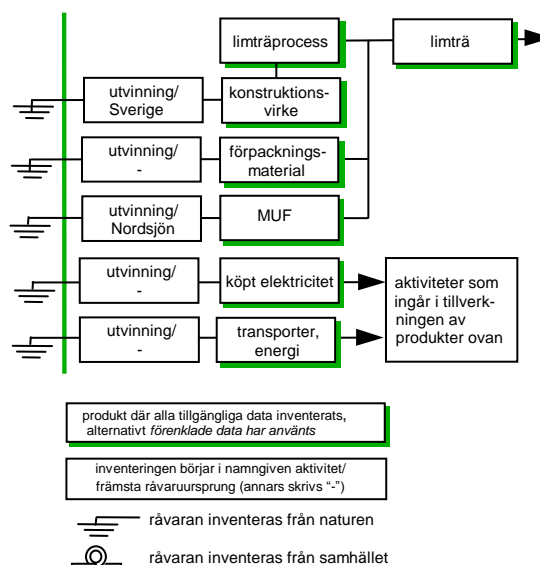 limträprocess
limträ
utvinning/
Sverige
konstruktions-
virke
utvinning/
-
förpacknings-
material
utvinning/
Nordsjön
MUF
utvinning/
-
köpt elektricitet
aktiviteter som
ingår i tillverk-
ningen av
produkter ovan
utvinning/
-
transporter,
energi
produkt där alla tillgängliga data inventerats,
alternativt förenklade data har använts
inventeringen börjar i namngiven aktivitet/
främsta råvaruursprung (annars skrivs “-”)
råvaran inventeras från naturen
råvaran inventeras från samhället